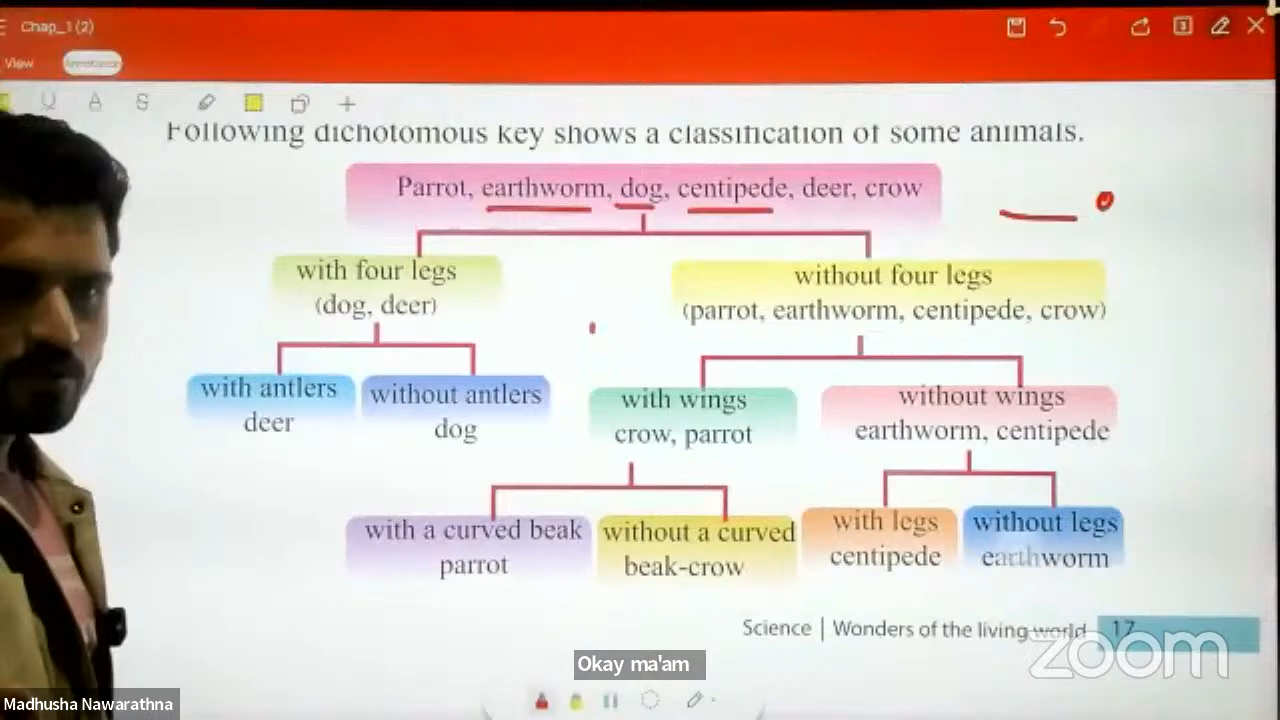 Chap_1 (2)
View
Following dichotomous key shows a classification of some animals.
Parrot, earthworm, dog, centipede, deer, crow
with four legs
(dog, deer)
without four legs
(parrot, earthworm, centipede, crow)
with antlers
deer
without antlers
dog
with wings
crow, parrot
without wings
earthworm, centipede
with a curved beak
parrot
without a curved
beak-crow
with legs
centipede
without legs
earthworm
Science | Wonders of the living world 17
zoom
Okay ma'am
Madhusha Nawarathna